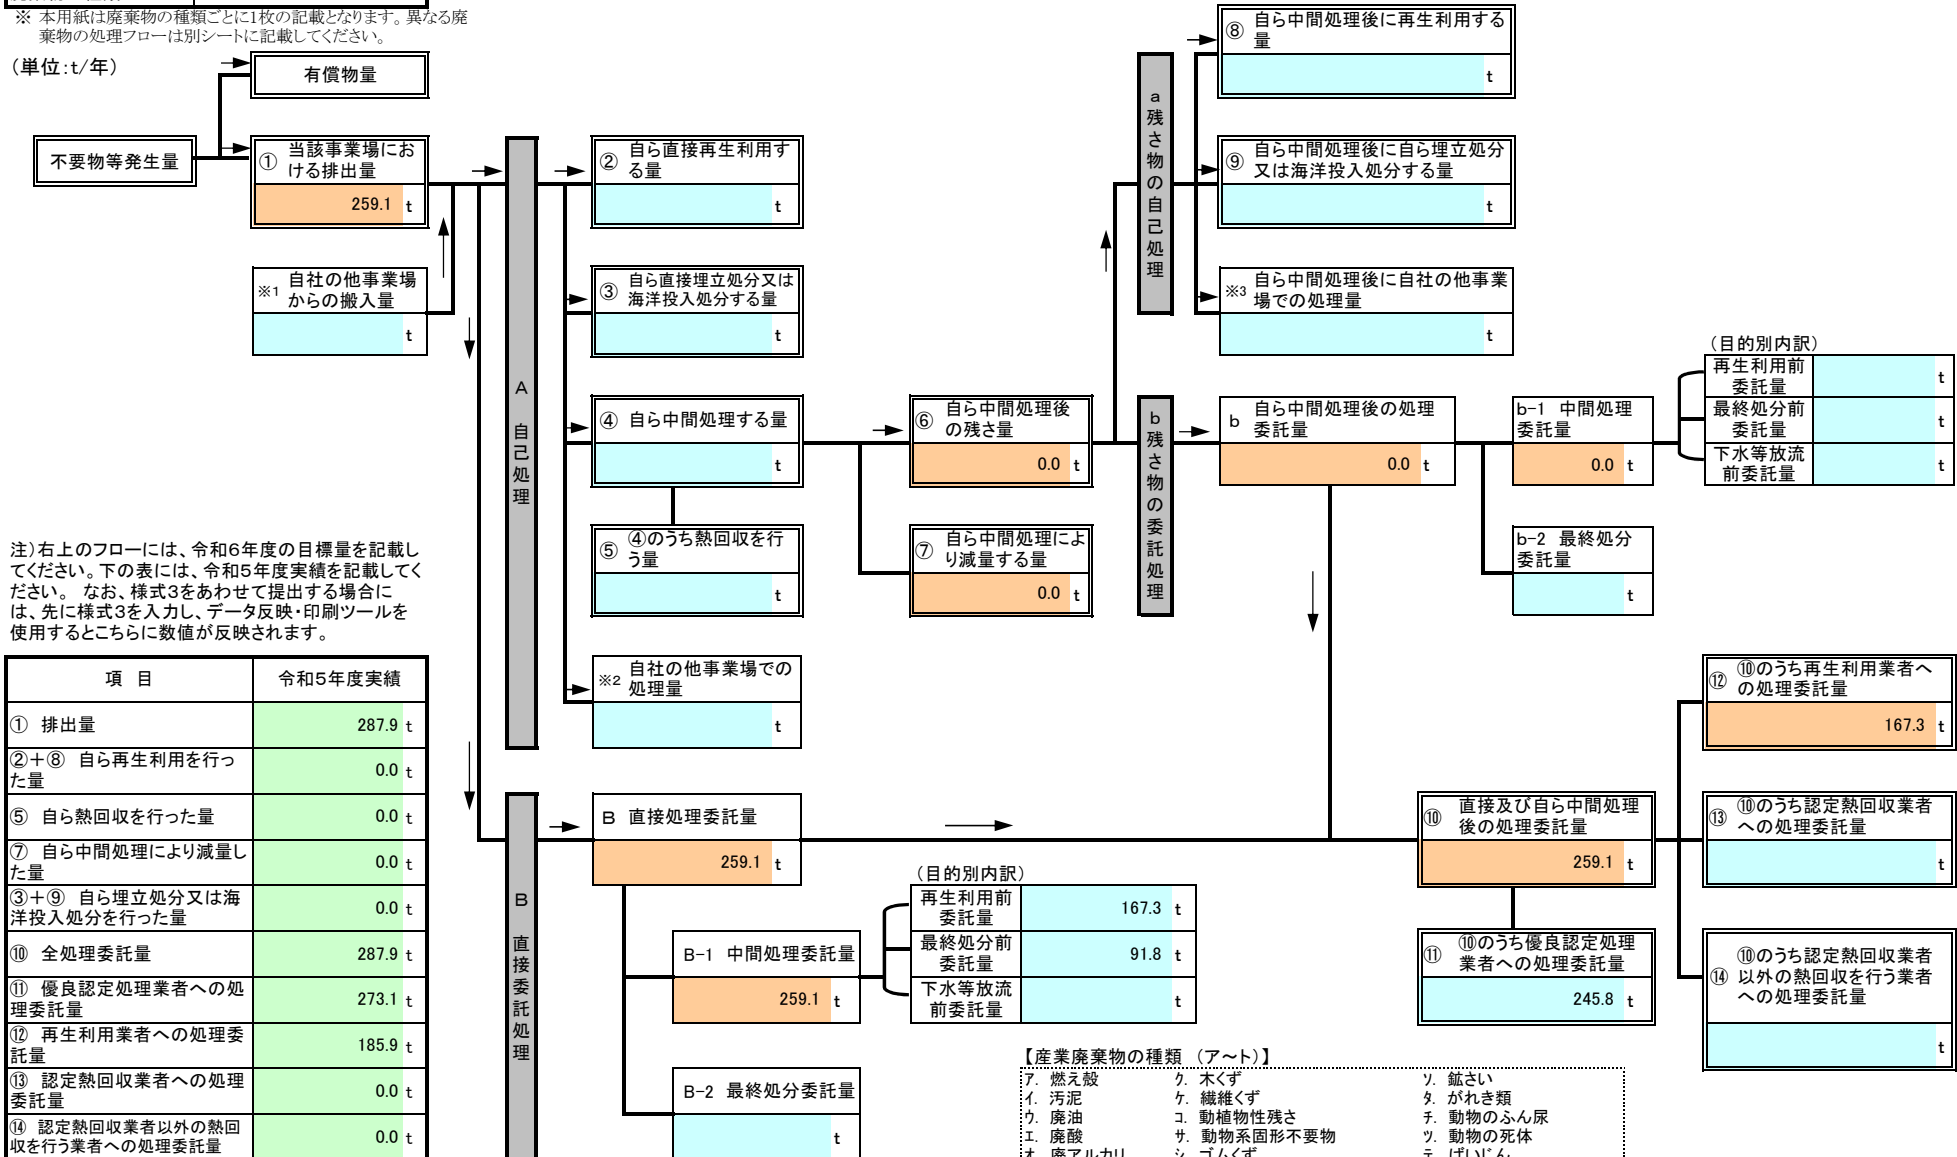 ※ 本用紙は廃棄物の種類ごとに1枚の記載となります。異なる廃
棄物の処理フローは別シートに記載してください。
（単位:t/年）
有償物量
不要物等発生量
① 当該事業場にお
ける排出量
259.1 t
※1 自社の他事業場
からの搬入量
t
A 自己処理
② 自ら直接再生利用す
る量
t
③ 自ら直接埋立処分又は
海洋投入処分する量
t
④ 自ら中間処理する量
t
⑤ ④のうち熱回収を行
う量
t
※2 自社の他事業場での
処理量
t
⑥ 自ら中間処理後
の残さ量
0.0 t
⑦ 自ら中間処理によ
り減量する量
0.0 t
a 残さ物の自己処理
⑧ 自ら中間処理後に再生利用する
量
t
⑨ 自ら中間処理後に自ら埋立処分
又は海洋投入処分する量
t
※3 自ら中間処理後に自社の他事業
場での処理量
t
b 残さ物の委託処理
b 自ら中間処理後の処理
委託量
0.0 t
b-1 中間処理
委託量
0.0 t
b-2 最終処分
委託量
t
（目的別内訳）
再生利用前
委託量
t
最終処分前
委託量
t
下水等放流
前委託量
t
注）右上のフローには、令和6年度の目標量を記載し
てください。下の表には、令和5年度実績を記載してく
ださい。 なお、様式3をあわせて提出する場合に
は、先に様式3を入力し、データ反映・印刷ツールを
使用するとこちらに数値が反映されます。
項 目 令和5年度実績
① 排出量 287.9 t
②＋⑧ 自ら再生利用を行っ
た量 0.0 t
⑤ 自ら熱回収を行った量 0.0 t
⑦ 自ら中間処理により減量し
た量 0.0 t
③＋⑨ 自ら埋立処分又は海
洋投入処分を行った量 0.0 t
⑩ 全処理委託量 287.9 t
⑪ 優良認定処理業者への処
理委託量 273.1 t
⑫ 再生利用業者への処理委
託量 185.9 t
⑬ 認定熱回収業者への処理
委託量 0.0 t
⑭ 認定熱回収業者以外の熱回
収を行う業者への処理委託量 0.0 t
B 直接委託処理
B 直接処理委託量
259.1 t
B-1 中間処理委託量
259.1 t
B-2 最終処分委託量
t
（目的別内訳）
再生利用前
委託量
167.3 t
最終処分前
委託量
91.8 t
下水等放流
前委託量
t
⑩ 直接及び自ら中間処理
後の処理委託量
259.1 t
⑪ ⑩のうち優良認定処理
業者への処理委託量
245.8 t
⑫ ⑩のうち再生利用業者へ
の処理委託量
167.3 t
⑬ ⑩のうち認定熱回収業者
への処理委託量
t
⑭ ⑩のうち認定熱回収業者
以外の熱回収を行う業者
への処理委託量
t
【産業廃棄物の種類 （ア～ト）】
ア. 燃え殻 ク. 木くず ソ. 鉱さい
イ. 汚泥 ケ. 繊維くず タ. がれき類
ウ. 廃油 コ. 動植物性残さ チ. 動物のふん尿
エ. 廃酸 サ. 動物系固形不要物 ツ. 動物の死体
オ. 廃アルカリ シ. ゴムくず テ. ばいじん